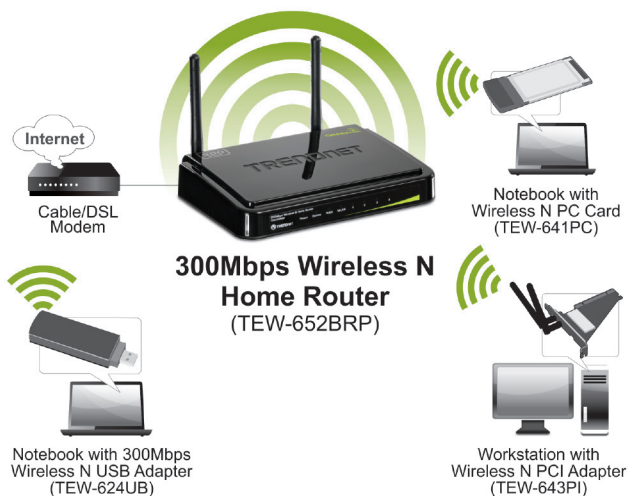 Internet
Cable/DSL
Modem
TRENDNET
TRENDNET
300Mbps Wireless N
Home Router
(TEW-652BRP)
Notebook with
Wireless N PC Card
(TEW-641PC)
Notebook with 300Mbps
Wireless N USB Adapter
(TEW-624UB)
Workstation with
Wireless N PCI Adapter
(TEW-643PI)